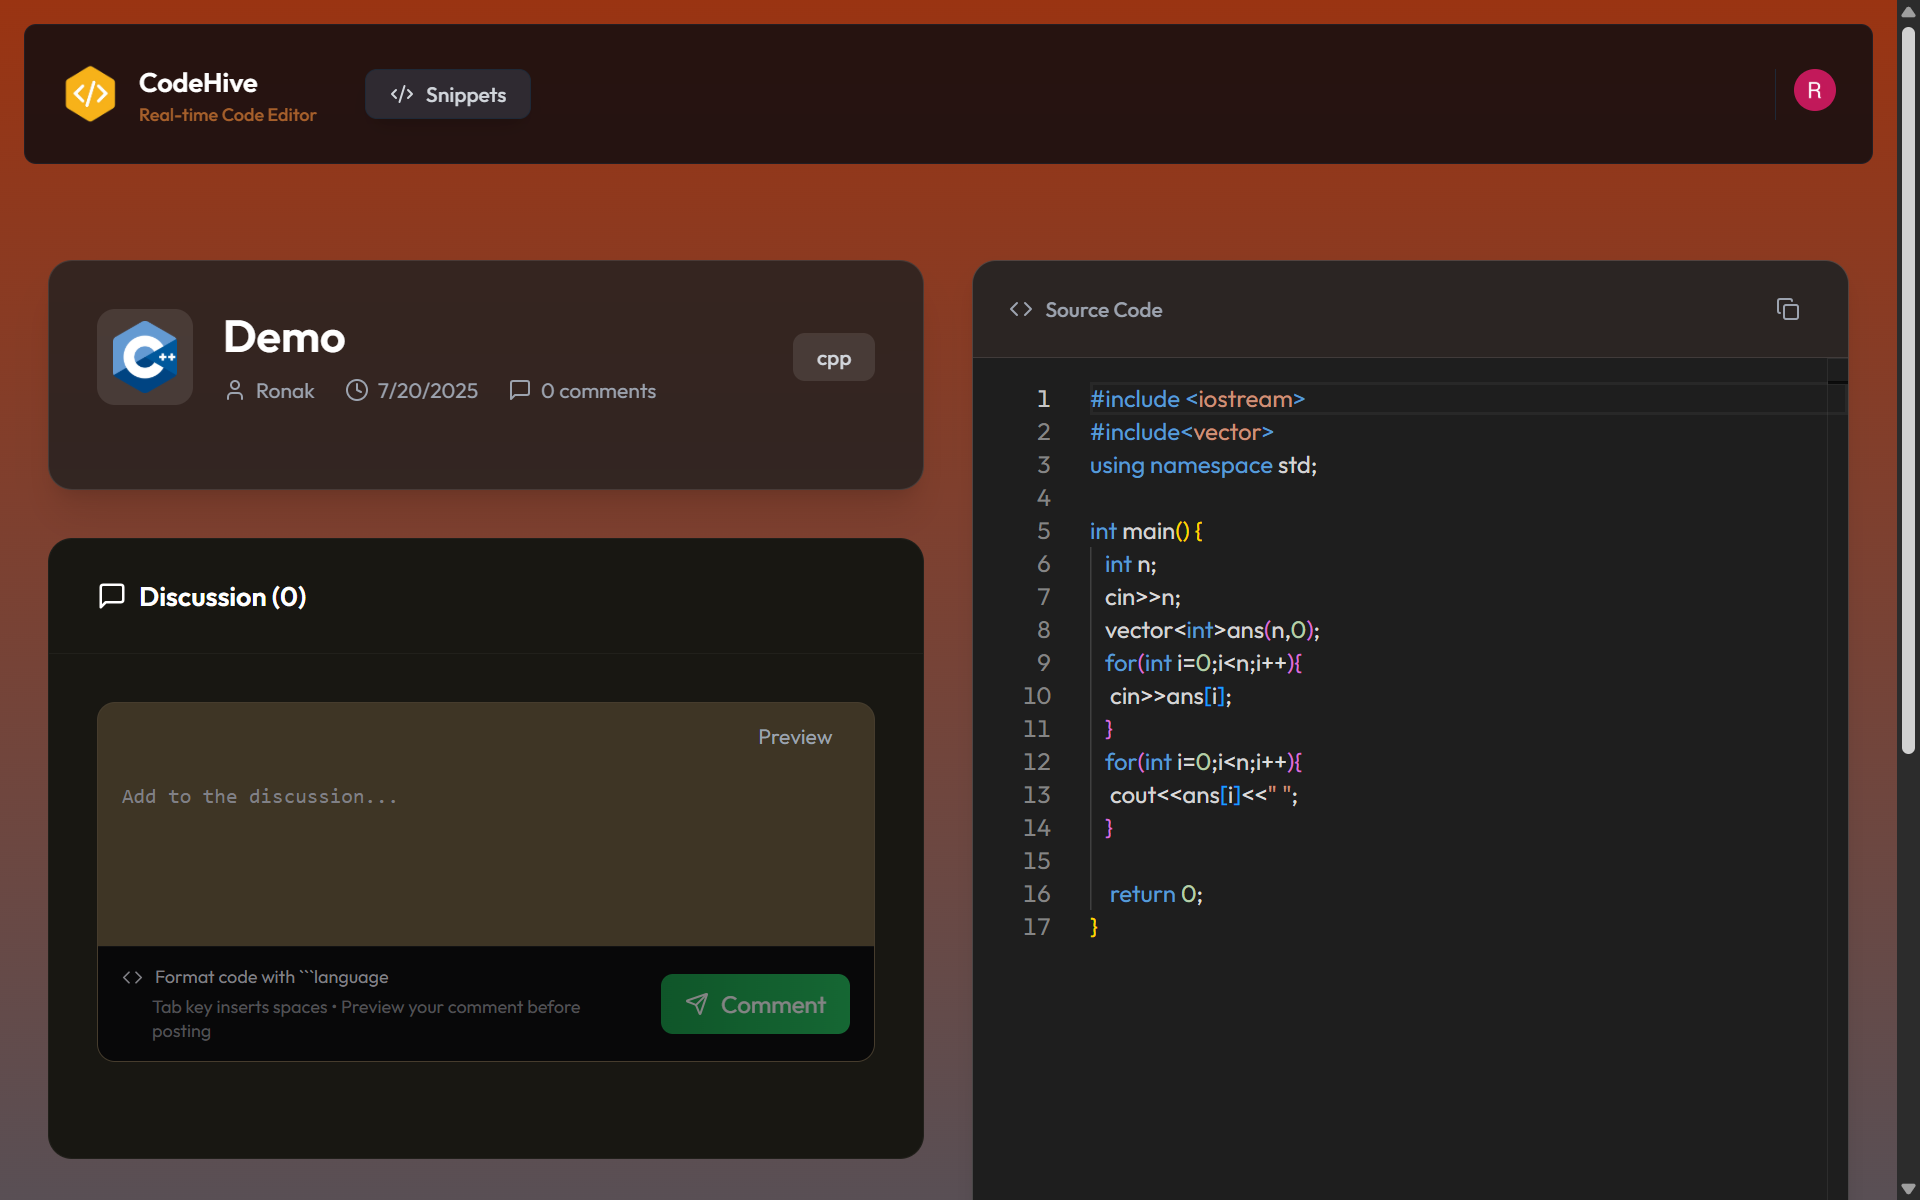 CodeHive
Real-time Code Editor
</> Snippets
R
Demo
Ronak 7/20/2025 0 comments
cpp
Discussion (0)
Preview
Add to the discussion...
<> Format code with ```language
Tab key inserts spaces • Preview your comment before
posting
Comment
<> Source Code
1 #include <iostream>
2 #include<vector>
3 using namespace std;
4
5 int main() {
6 int n;
7 cin>>n;
8 vector<int>ans(n,0);
9 for(int i=0;i<n;i++){
10 cin>>ans[i];
11 }
12 for(int i=0;i<n;i++){
13 cout<<ans[i]<<" ";
14 }
15
16 return 0;
17 }